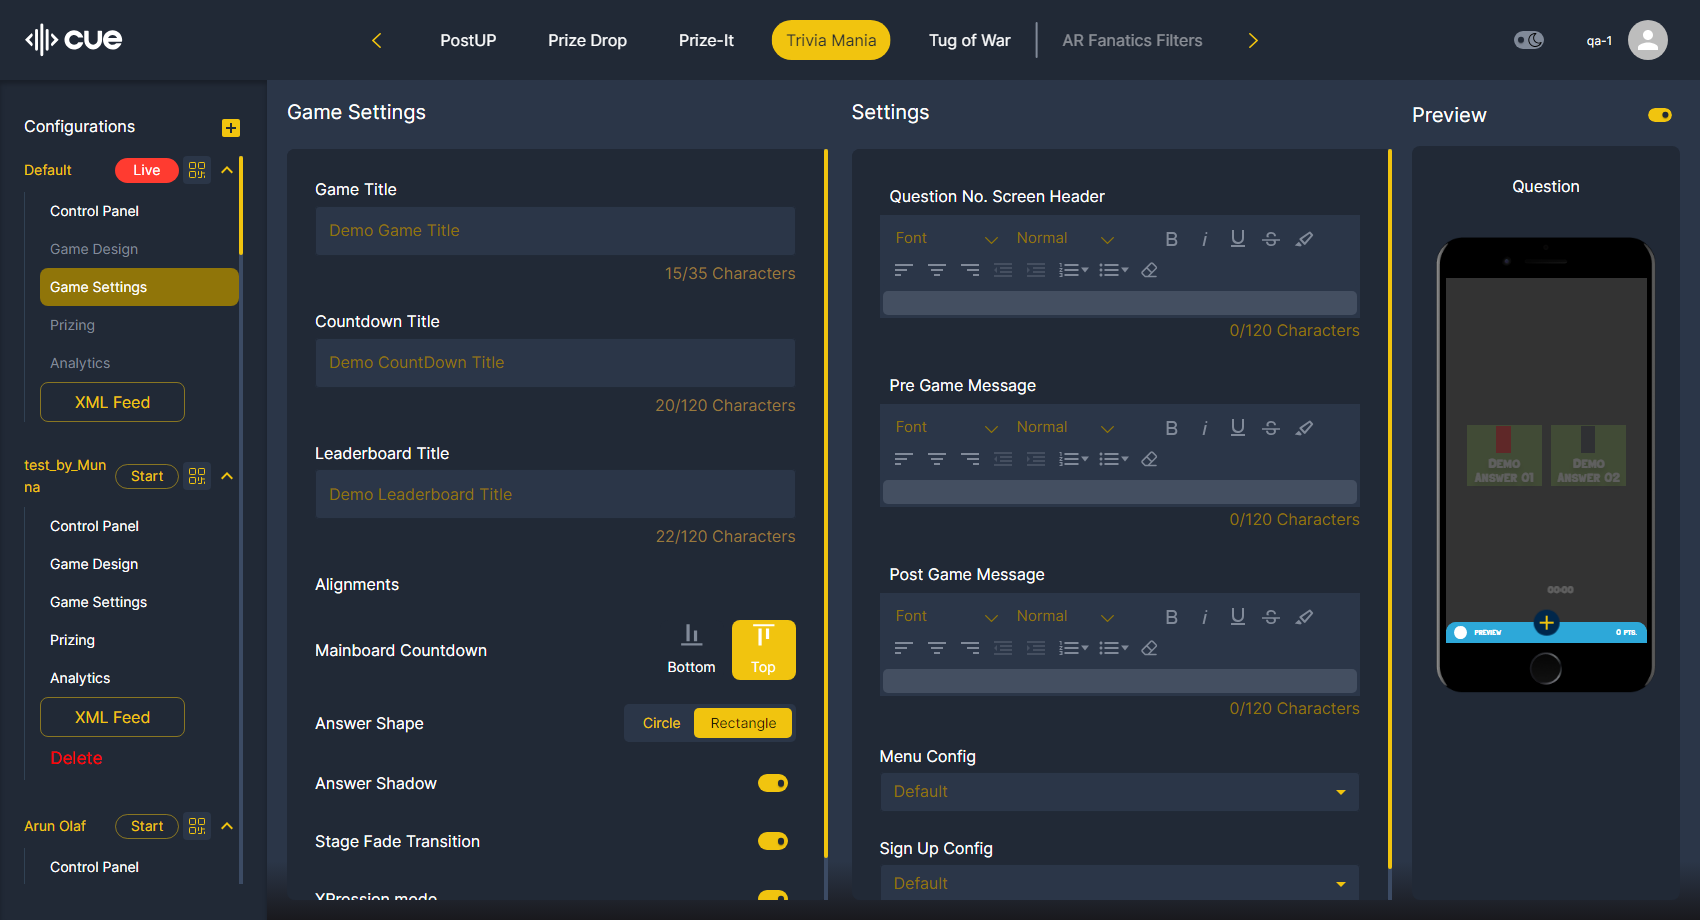 cue
PostUP
Prize Drop
Prize-It
Trivia Mania
Tug of War
AR Fanatics Filters
qa-1
Configurations
Default
Live
Control Panel
Game Design
Game Settings
Prizing
Analytics
XML Feed
test_by_Mun
na
Start
Control Panel
Game Design
Game Settings
Prizing
Analytics
XML Feed
Delete
Arun Olaf
Start
Control Panel
Game Settings
Game Title
Demo Game Title
15/35 Characters
Countdown Title
Demo CountDown Title
20/120 Characters
Leaderboard Title
Demo Leaderboard Title
22/120 Characters
Alignments
Mainboard Countdown
Bottom
Top
Answer Shape
Circle
Rectangle
Answer Shadow
Stage Fade Transition
XPression mode
Settings
Question No. Screen Header
Font
Normal
0/120 Characters
Pre Game Message
Font
Normal
0/120 Characters
Post Game Message
Font
Normal
0/120 Characters
Menu Config
Default
Sign Up Config
Default
Preview
Question
DEMO
ANSWER 01
DEMO
ANSWER 02
00:00
PREVIEW
0 PTS.